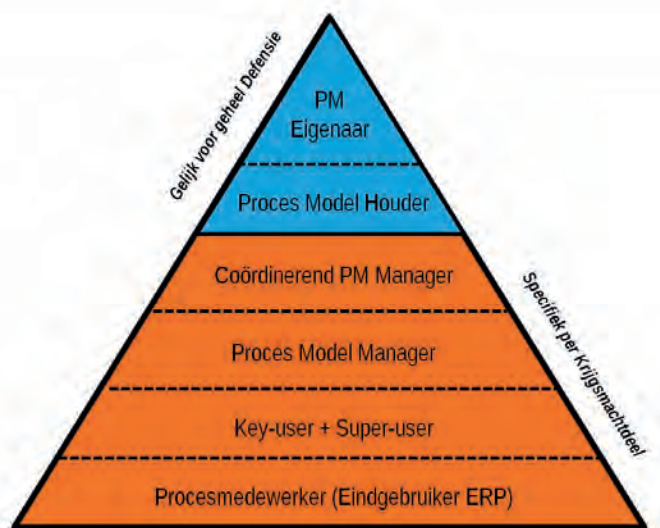 Gelijk voor geheel Defensie
PM
Eigenaar
Proces Model Houder
Coördinerend PM Manager
Specifiek per Krijgsmachtdeel
Proces Model Manager
Key-user + Super-user
Procesmedewerker (Eindgebruiker ERP)